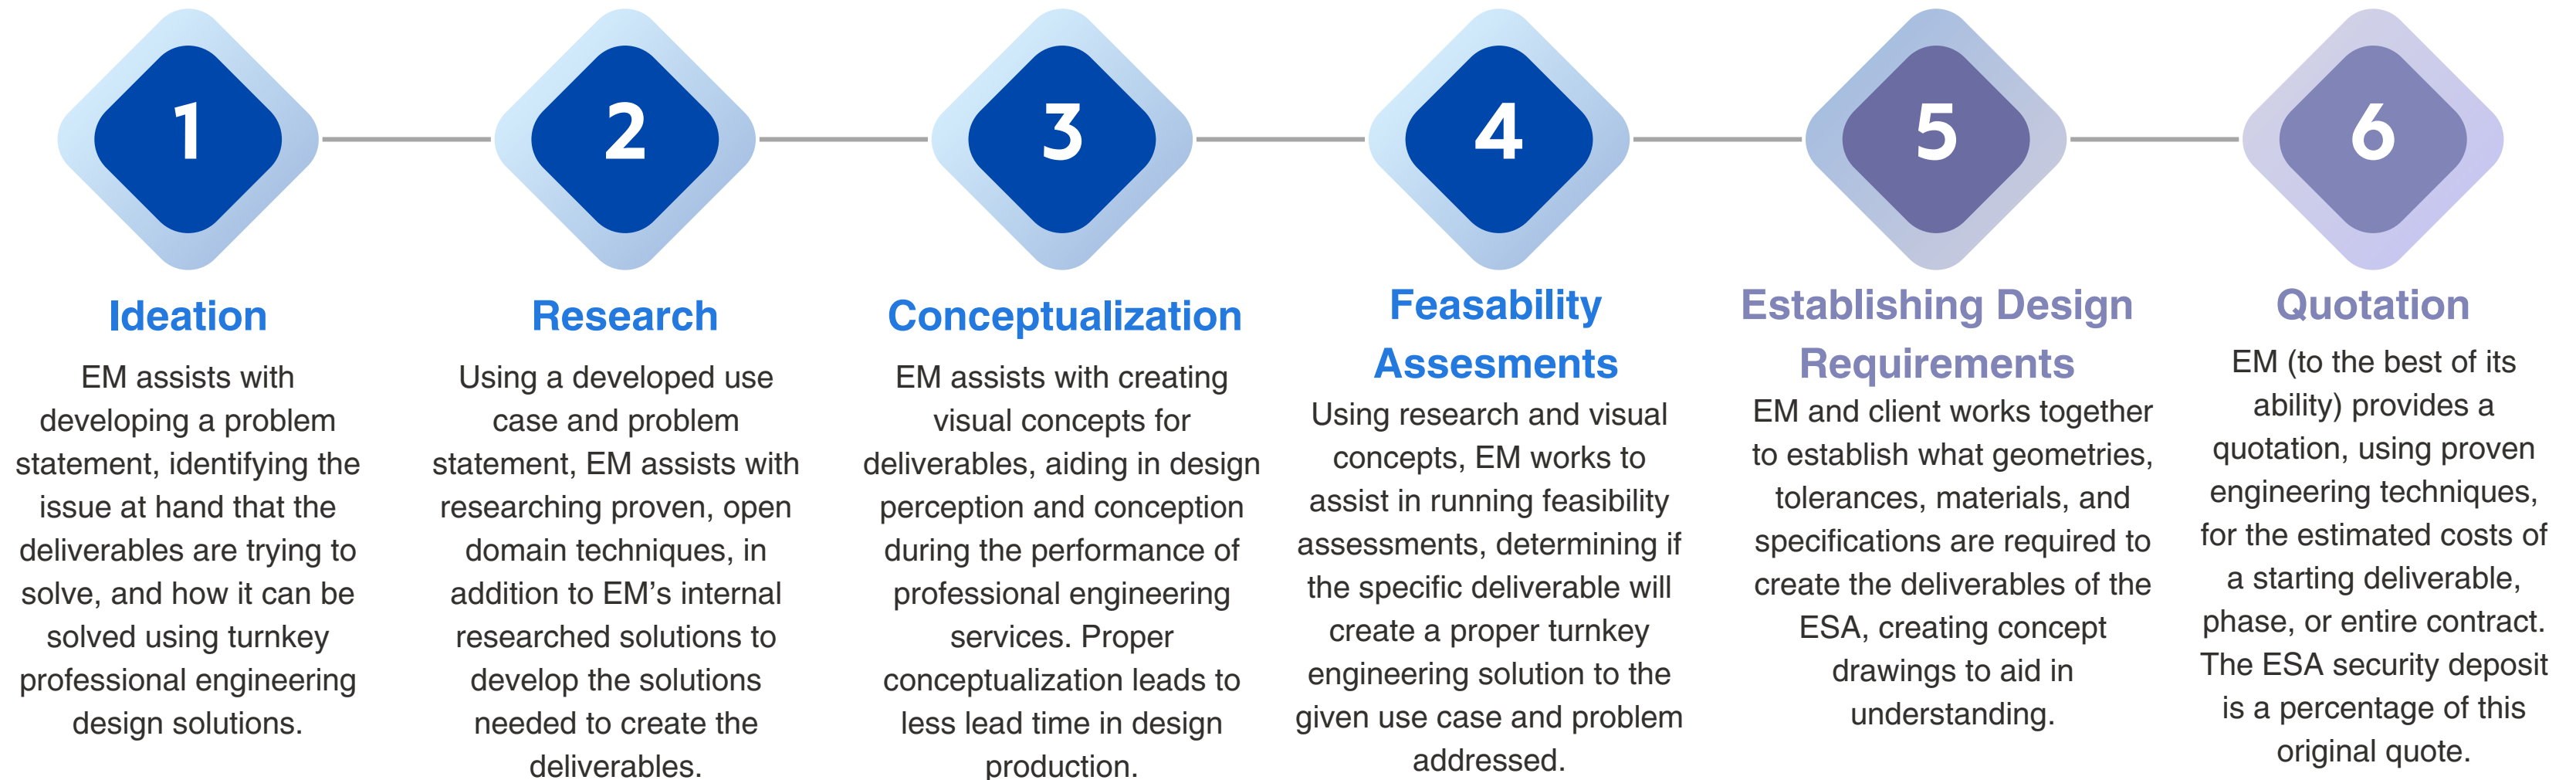 1
Ideation
EM assists with
developing a problem
statement, identifying the
issue at hand that the
deliverables are trying to
solve, and how it can be
solved using turnkey
professional engineering
design solutions.
2
Research
Using a developed use
case and problem
statement, EM assists with
researching proven, open
domain techniques, in
addition to EM’s internal
researched solutions to
develop the solutions
needed to create the
deliverables.
3
Conceptualization
EM assists with creating
visual concepts for
deliverables, aiding in design
perception and conception
during the performance of
professional engineering
services. Proper
conceptualization leads to
less lead time in design
production.
4
Feasability
Assesments
Using research and visual
concepts, EM works to
assist in running feasibility
assessments, determining if
the specific deliverable will
create a proper turnkey
engineering solution to the
given use case and problem
addressed.
5
Establishing Design
Requirements
EM and client works together
to establish what geometries,
tolerances, materials, and
specifications are required to
create the deliverables of the
ESA, creating concept
drawings to aid in
understanding.
6
Quotation
EM (to the best of its
ability) provides a
quotation, using proven
engineering techniques,
for the estimated costs of
a starting deliverable,
phase, or entire contract.
The ESA security deposit
is a percentage of this
original quote.